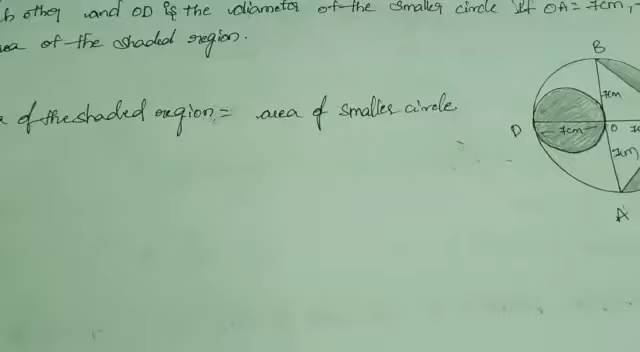 other and OD is the diameter of the smaller circle If OA = 7cm,
of the shaded region.
B
7cm
of the shaded region = area of smaller circle
D
7cm
O
7cm
A